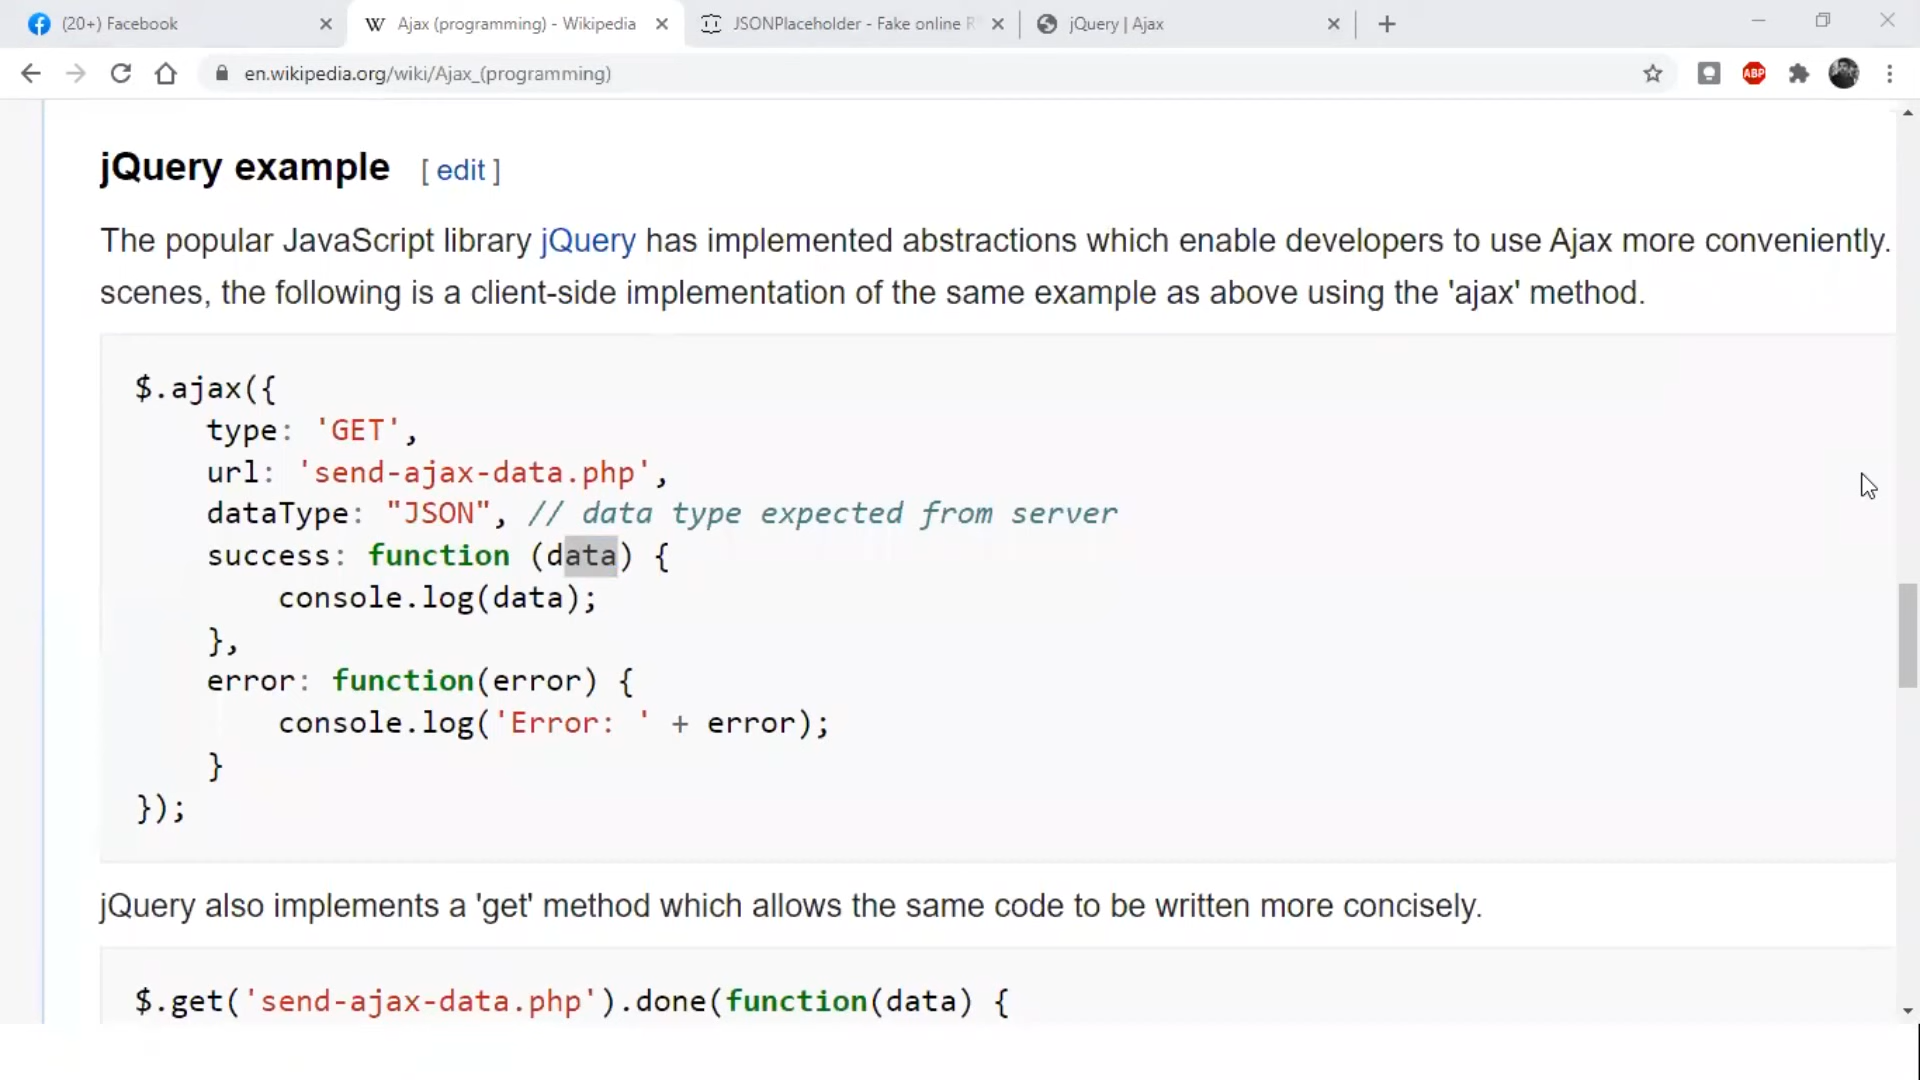 (20+) Facebook
Ajax (programming) - Wikipedia
JSONPlaceholder - Fake online R
jQuery | Ajax
en.wikipedia.org/wiki/Ajax_(programming)
ABP
jQuery example [ edit ]
The popular JavaScript library jQuery has implemented abstractions which enable developers to use Ajax more conveniently.
scenes, the following is a client-side implementation of the same example as above using the 'ajax' method.
$.ajax({
    type: 'GET',
    url: 'send-ajax-data.php',
    dataType: "JSON", // data type expected from server
    success: function (data) {
        console.log(data);
    },
    error: function(error) {
        console.log('Error: ' + error);
    }
});
jQuery also implements a 'get' method which allows the same code to be written more concisely.
$.get('send-ajax-data.php').done(function(data) {